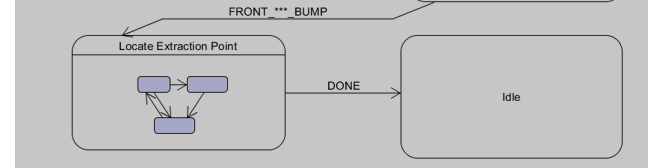 FRONT_***_BUMP
Locate Extraction Point
DONE
Idle